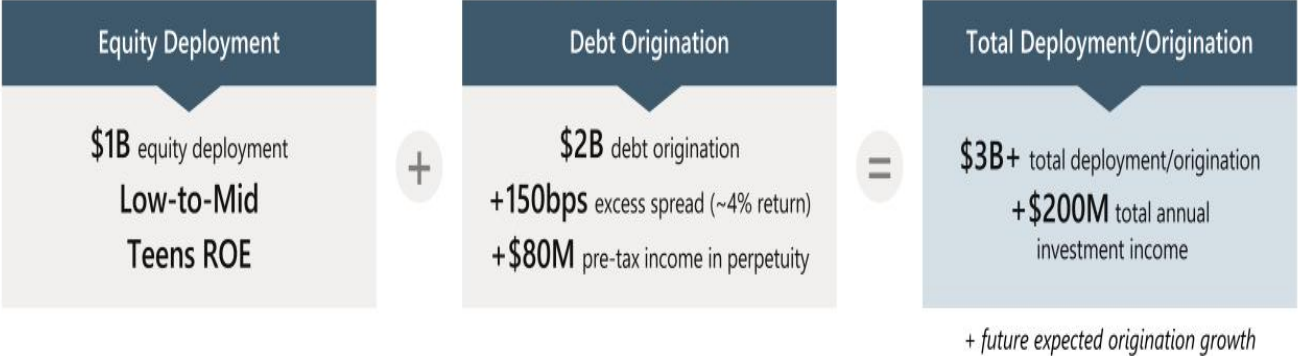 Equity Deployment
$1B equity deployment
Low-to-Mid
Teens ROE
+
Debt Origination
$2B debt origination
+150bps excess spread (~4% return)
+$80M pre-tax income in perpetuity
=
Total Deployment/Origination
$3B+ total deployment/origination
+$200M total annual
investment income
+ future expected origination growth